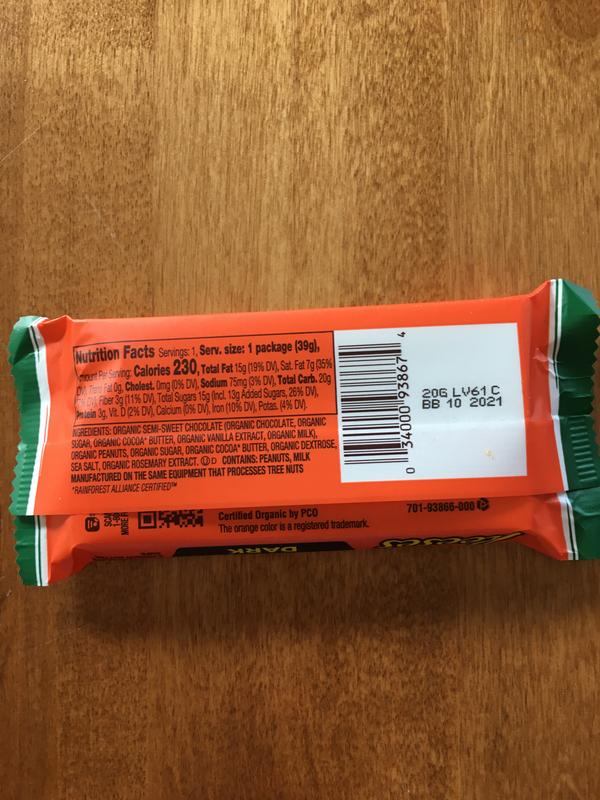 Nutrition Facts Servings: 1, Serv. size: 1 package (39g),
Amount Per Serving: Calories 230, Total Fat 15g (19% DV), Sat. Fat 7g (35%
DV), Trans Fat 0g, Cholest. 0mg (0% DV), Sodium 75mg (3% DV), Total Carb. 20g
DV), Fiber 3g (11% DV), Total Sugars 15g (Incl. 13g Added Sugars, 26% DV),
Protein 3g, Vit. D (2% DV), Calcium (0% DV), Iron (10% DV), Potas. (4% DV).
INGREDIENTS: ORGANIC SEMI-SWEET CHOCOLATE (ORGANIC CHOCOLATE, ORGANIC
SUGAR, ORGANIC COCOA* BUTTER, ORGANIC VANILLA EXTRACT, ORGANIC MILK),
ORGANIC PEANUTS, ORGANIC SUGAR, ORGANIC COCOA* BUTTER, ORGANIC DEXTROSE,
SEA SALT, ORGANIC ROSEMARY EXTRACT. ⓊD CONTAINS: PEANUTS, MILK
MANUFACTURED ON THE SAME EQUIPMENT THAT PROCESSES TREE NUTS
*RAINFOREST ALLIANCE CERTIFIED™
0 34000 93867 4
20G LV61 C
BB 10 2021
Certified Organic by PCO
The orange color is a registered trademark.
701-93866-000
DARK
Reese's